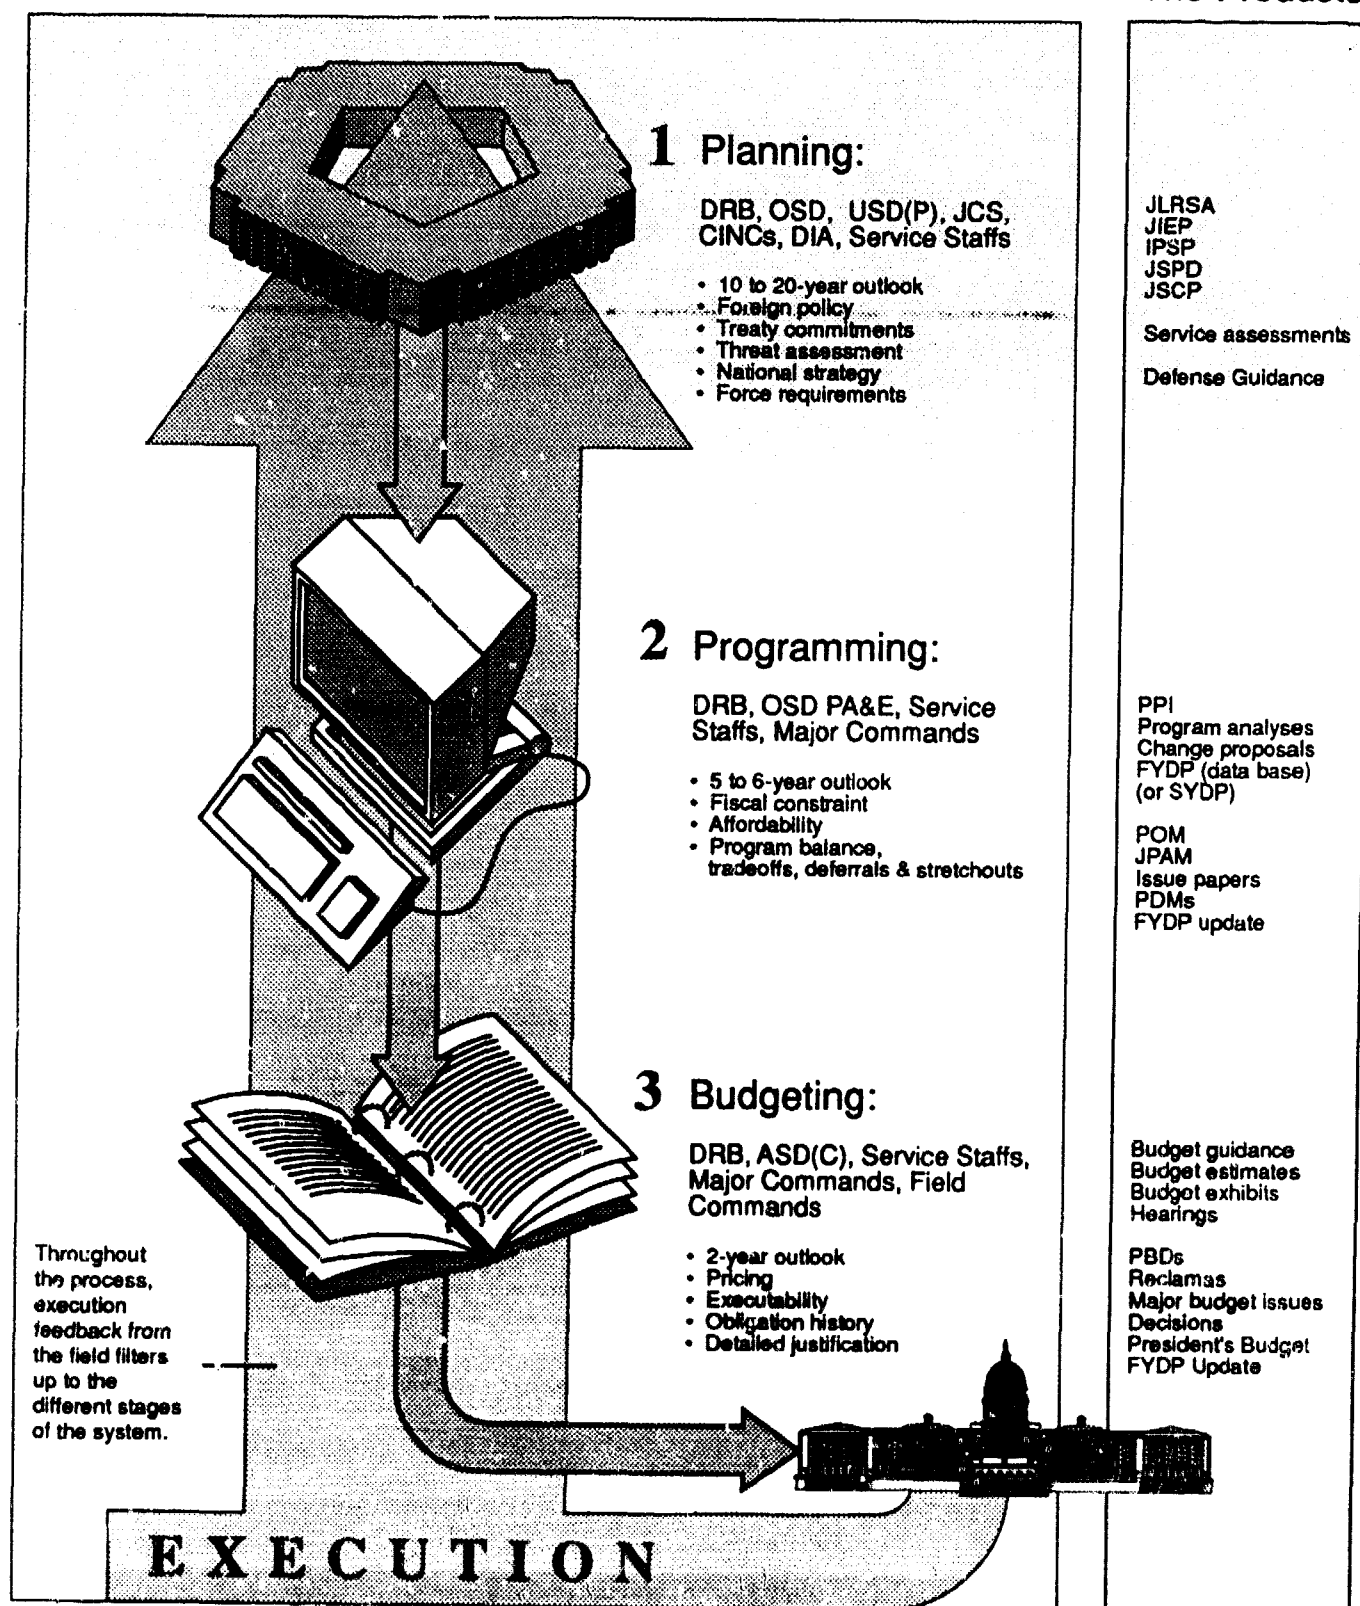 1 Planning:
DRB, OSD, USD(P), JCS,
CINCs, DIA, Service Staffs
• 10 to 20-year outlook
• Foreign policy
• Treaty commitments
• Threat assessment
• National strategy
• Force requirements
2 Programming:
DRB, OSD PA&E, Service
Staffs, Major Commands
• 5 to 6-year outlook
• Fiscal constraint
• Affordability
• Program balance,
tradeoffs, deferrals & stretchouts
3 Budgeting:
DRB, ASD(C), Service Staffs,
Major Commands, Field
Commands
• 2-year outlook
• Pricing
• Executability
• Obligation history
• Detailed justification
Throughout
the process,
execution
feedback from
the field filters
up to the
different stages
of the system.
EXECUTION
JLRSA
JIEP
IPSP
JSPD
JSCP
Service assessments
Defense Guidance
PPI
Program analyses
Change proposals
FYDP (data base)
(or SYDP)
POM
JPAM
Issue papers
PDMs
FYDP update
Budget guidance
Budget estimates
Budget exhibits
Hearings
PBDs
Reclamas
Major budget issues
Decisions
President's Budget
FYDP Update